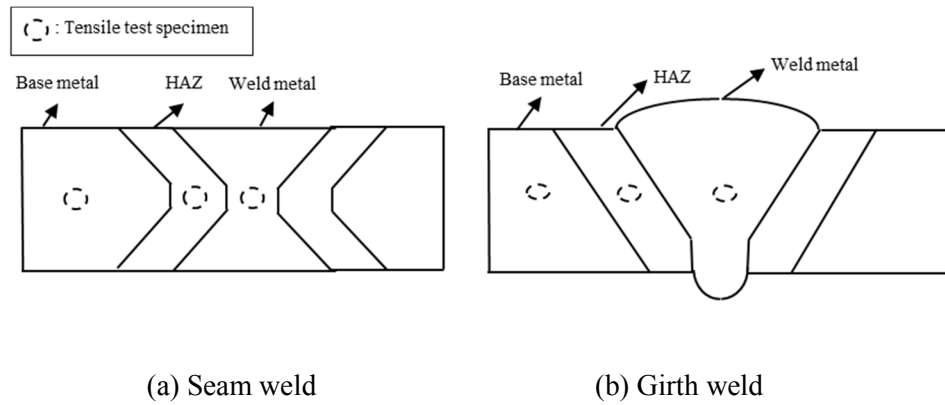 : Tensile test specimen
Base metal
HAZ
Weld metal
Base metal
HAZ
Weld metal
(a) Seam weld
(b) Girth weld